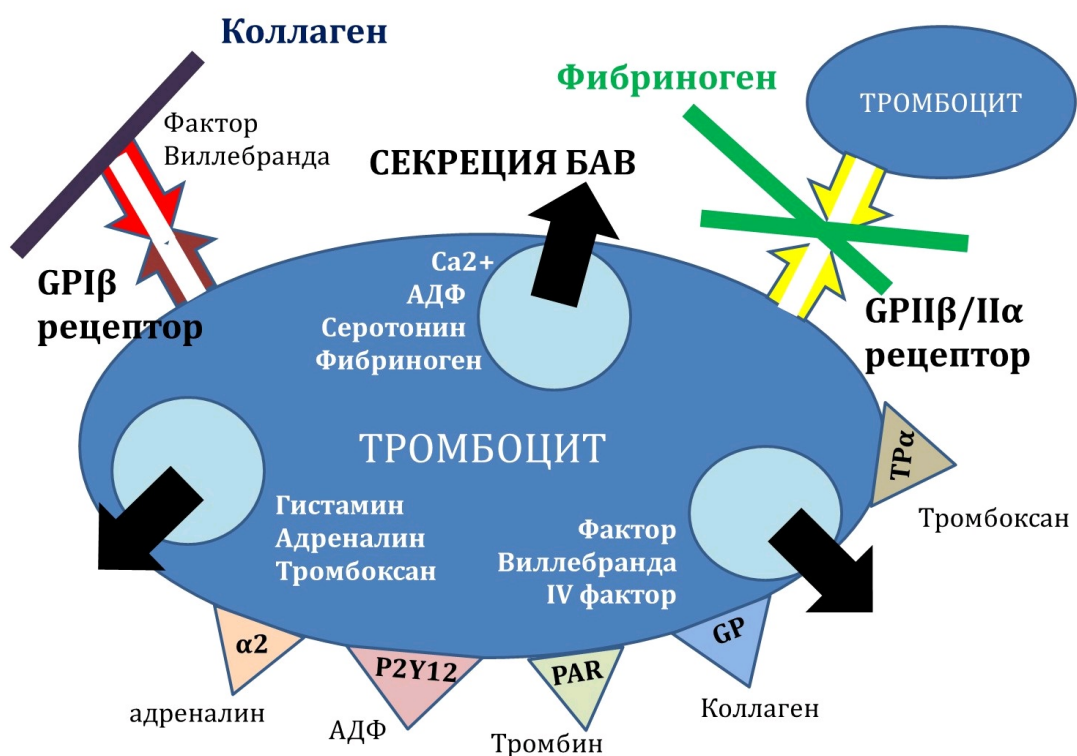 Коллаген
Фактор
Виллебранда
Фибриноген
ТРОМБОЦИТ
СЕКРЕЦИЯ БАВ
GPIβ
рецептор
Ca2+
АДФ
Серотонин
Фибриноген
GPIIβ/IIα
рецептор
ТРОМБОЦИТ
TPα
Тромбоксан
Гистамин
Адреналин
Тромбоксан
Фактор
Виллебранда
IV фактор
α2
адреналин
P2Y12
АДФ
PAR
Тромбин
GP
Коллаген